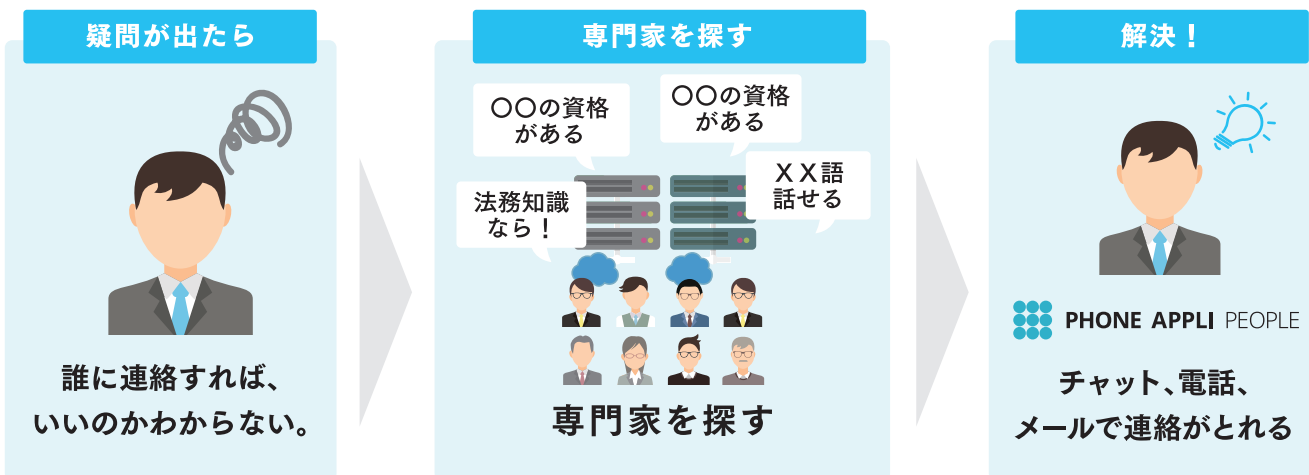 疑問が出たら
誰に連絡すれば、
いいのかわからない。
専門家を探す
〇〇の資格
がある
〇〇の資格
がある
法務知識
なら！
XX語
話せる
専門家を探す
解決！
PHONE APPLI PEOPLE
チャット、電話、
メールで連絡がとれる